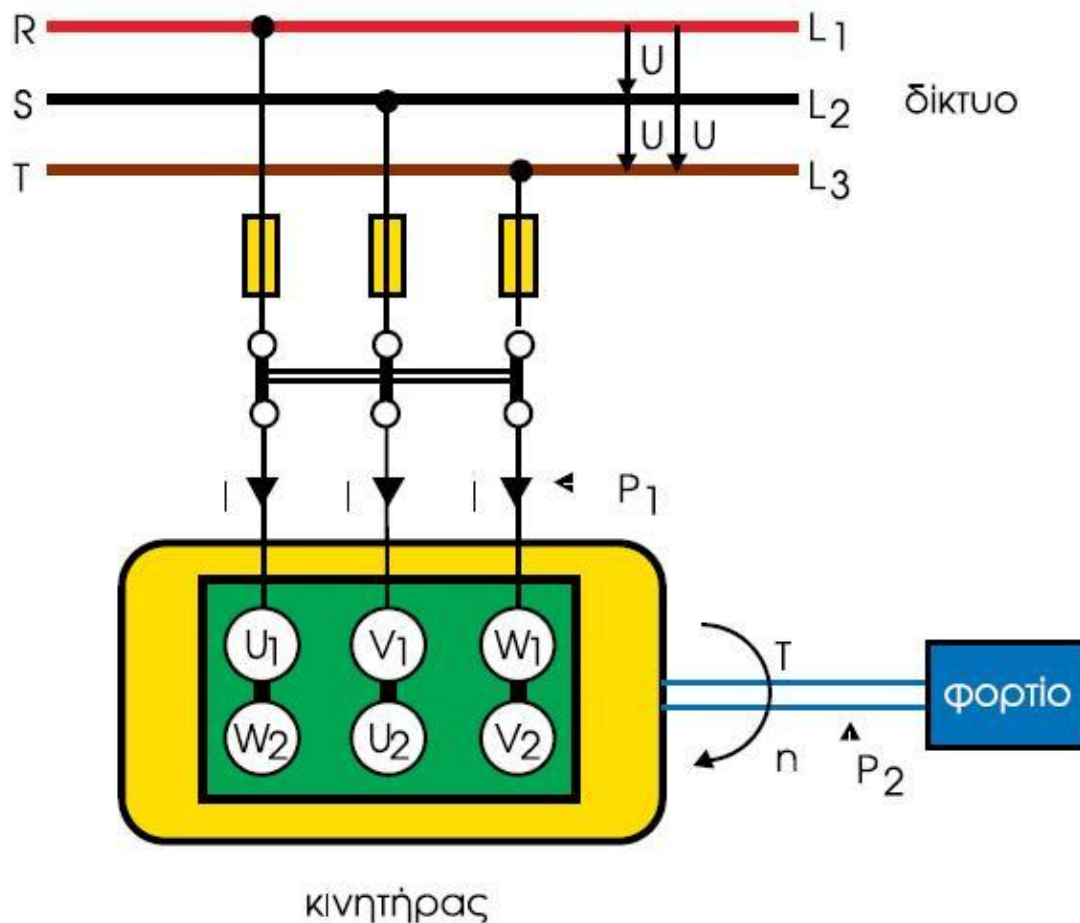 R L1
U
S L2 δίκτυο
U U
T L3
I I I P1
U1 V1 W1
T
φορτίο
W2 U2 V2
n P2
κινητήρας